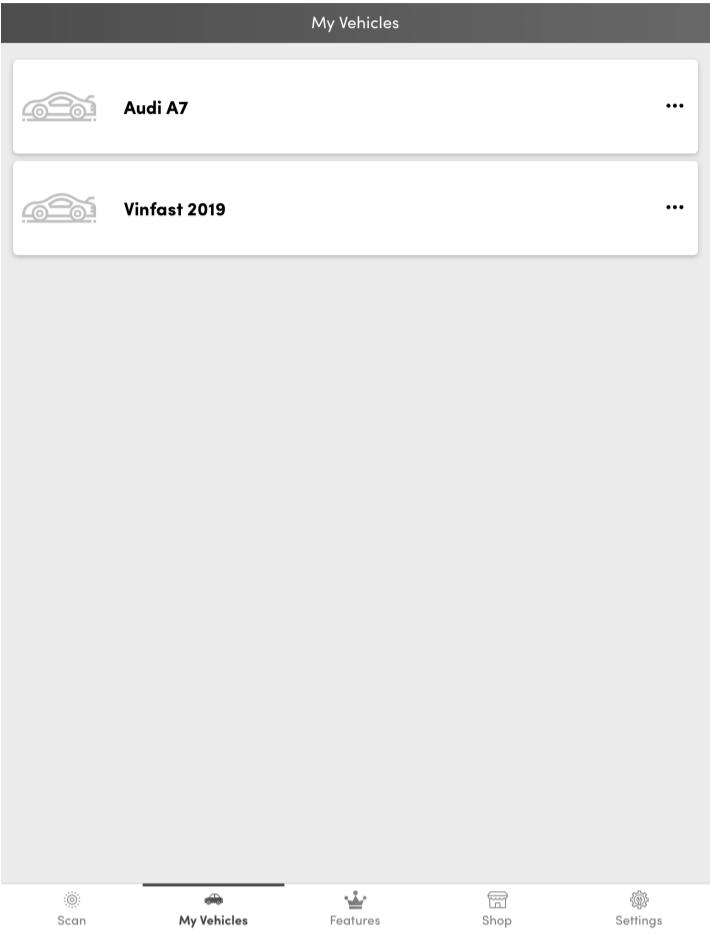 My Vehicles
Audi A7
Vinfast 2019
Scan
My Vehicles
Features
Shop
Settings